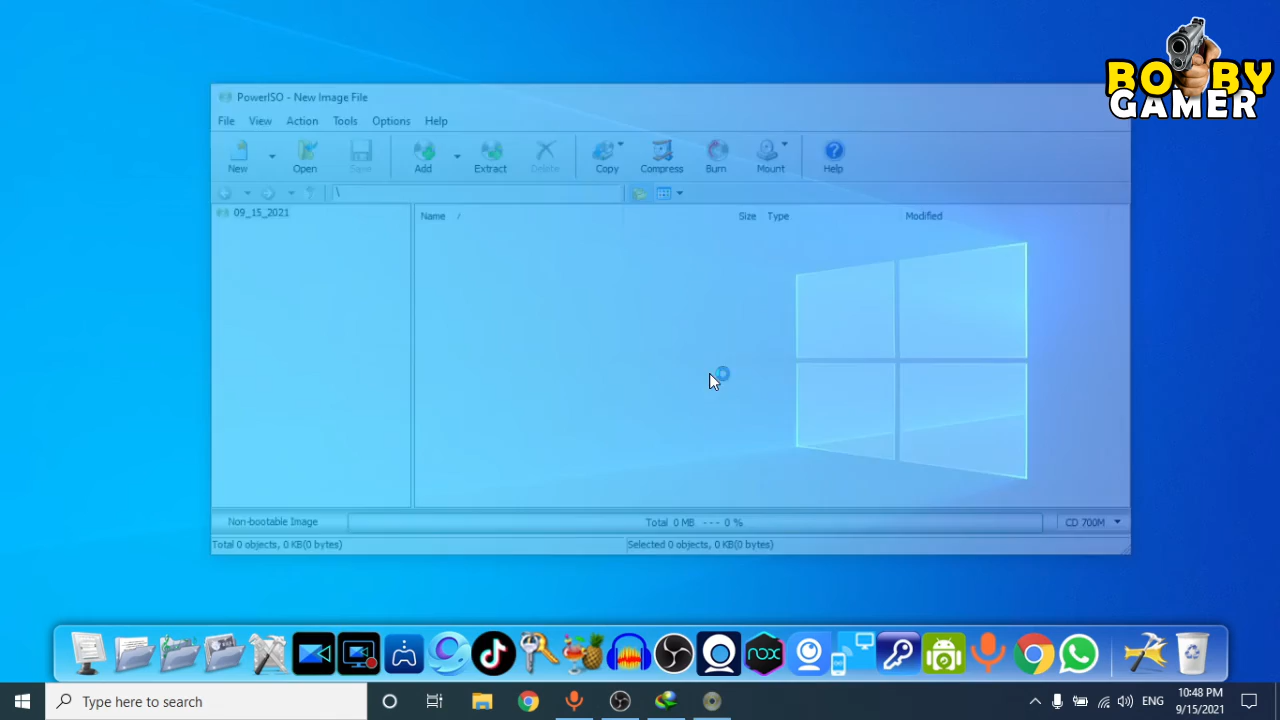 BO BY
GAMER
PowerISO - New Image File
File View Action Tools Options Help
New Open Save Add Extract Delete Copy Compress Burn Mount Help
\
09_15_2021
Name / Size Type Modified
Non-bootable Image Total 0 MB --- 0 % CD 700M
Total 0 objects, 0 KB(0 bytes) Selected 0 objects, 0 KB(0 bytes)
nox
Type here to search
ENG
10:48 PM
9/15/2021